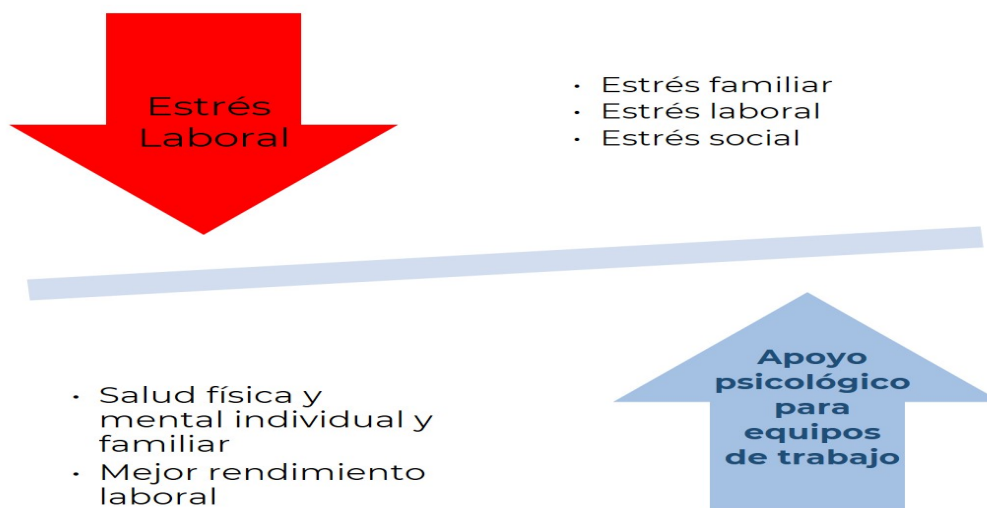 Estrés
Laboral
• Estrés familiar
• Estrés laboral
• Estrés social
• Salud física y
mental individual y
familiar
• Mejor rendimiento
laboral
Apoyo
psicológico
para
equipos
de trabajo